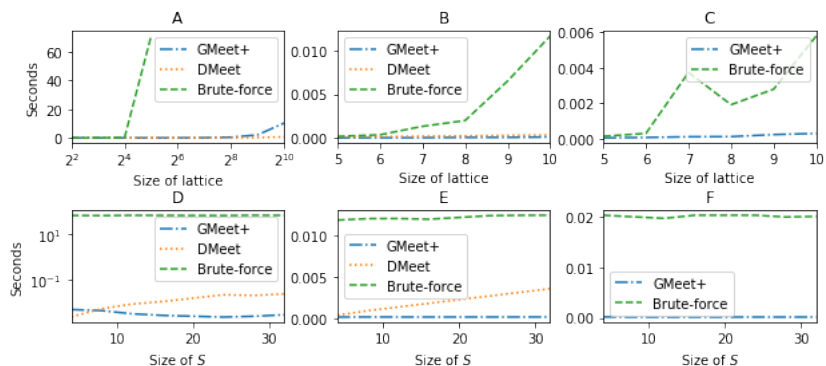 A
B
C
Seconds
60
40
20
0
GMeet+
DMeet
Brute-force
2^2
2^4
2^6
2^8
2^10
Size of lattice
0.010
0.005
0.000
GMeet+
DMeet
Brute-force
5
6
7
8
9
10
Size of lattice
0.006
0.004
0.002
0.000
GMeet+
Brute-force
5
6
7
8
9
10
Size of lattice
D
E
F
Seconds
10^1
10^-1
GMeet+
DMeet
Brute-force
10
20
30
Size of S
0.010
0.005
0.000
GMeet+
DMeet
Brute-force
10
20
30
Size of S
0.02
0.01
0.00
GMeet+
Brute-force
10
20
30
Size of S